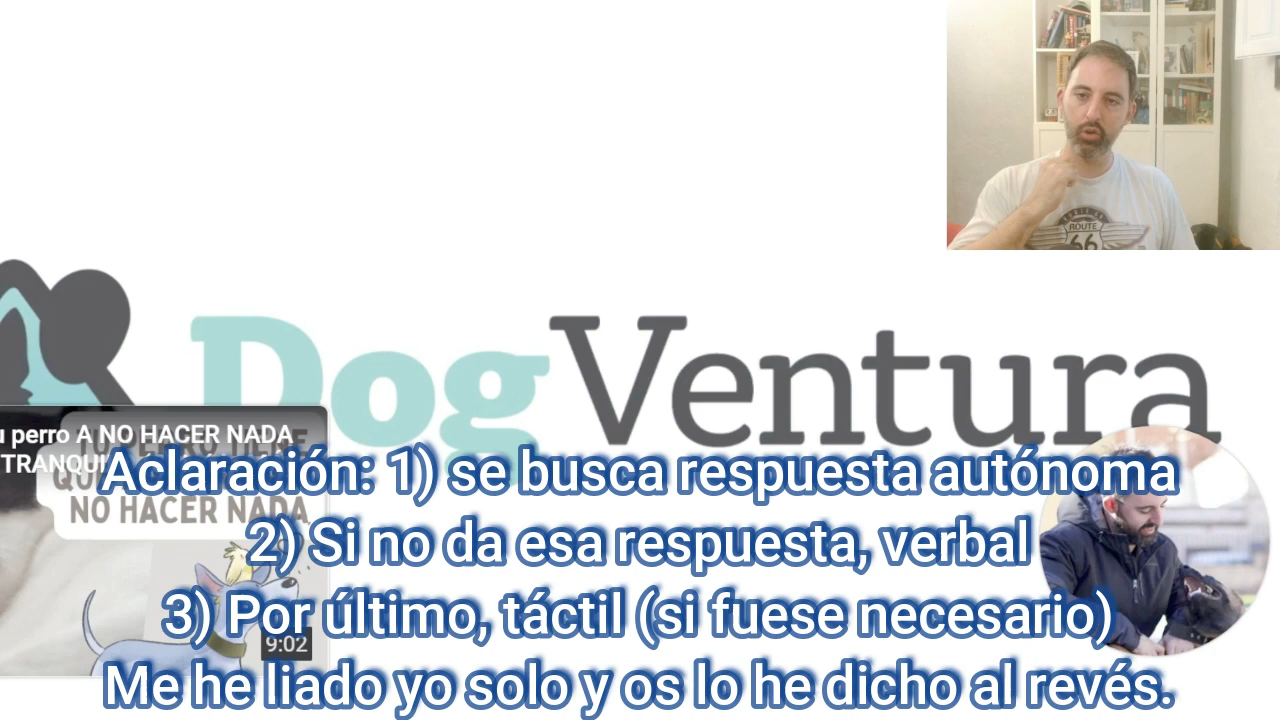 ROUTE
66
DogVentura
u perro A NO HACER NADA
TRANQUI
NO HACER NADA
9:02
Aclaración: 1) se busca respuesta autónoma
2) Si no da esa respuesta, verbal
3) Por último, táctil (si fuese necesario)
Me he liado yo solo y os lo he dicho al revés.